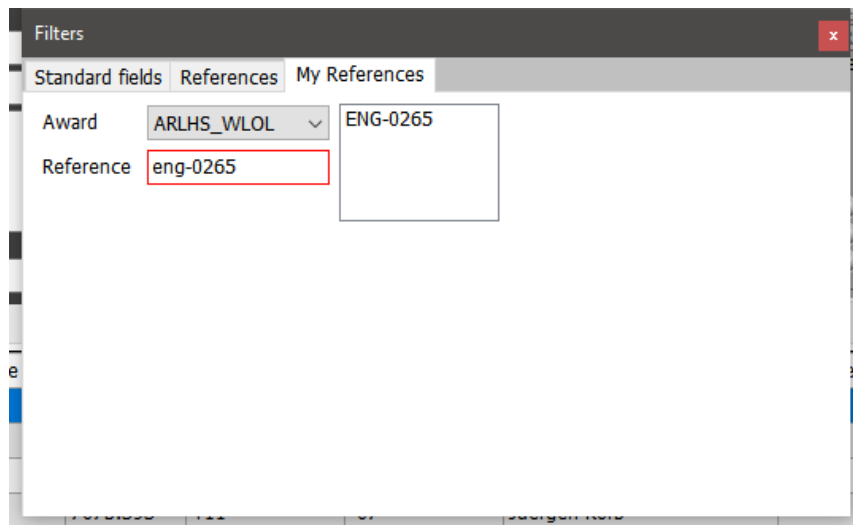 Filters
x
Standard fields References My References
Award ARLHS_WLOL ENG-0265
Reference eng-0265
e